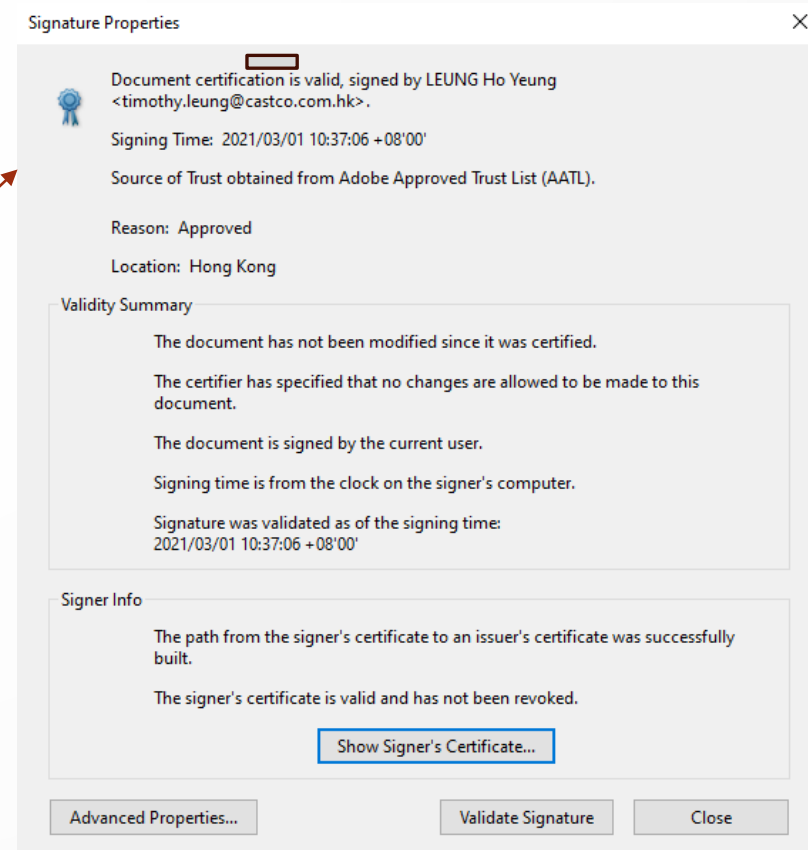 Signature Properties
Document certification is valid, signed by LEUNG Ho Yeung
<timothy.leung@castco.com.hk>.
Signing Time: 2021/03/01 10:37:06 +08'00'
Source of Trust obtained from Adobe Approved Trust List (AATL).
Reason: Approved
Location: Hong Kong
Validity Summary
The document has not been modified since it was certified.
The certifier has specified that no changes are allowed to be made to this
document.
The document is signed by the current user.
Signing time is from the clock on the signer's computer.
Signature was validated as of the signing time:
2021/03/01 10:37:06 +08'00'
Signer Info
The path from the signer's certificate to an issuer's certificate was successfully
built.
The signer's certificate is valid and has not been revoked.
Show Signer's Certificate...
Advanced Properties... Validate Signature Close